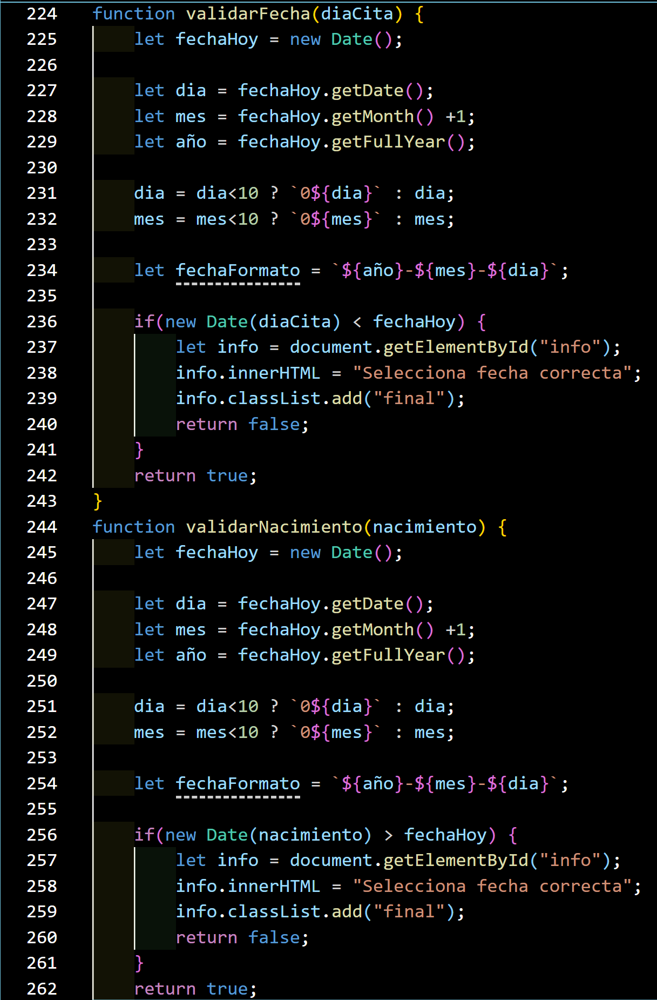 224 function validarFecha(diaCita) {
225     let fechaHoy = new Date();
226
227     let dia = fechaHoy.getDate();
228     let mes = fechaHoy.getMonth() +1;
229     let año = fechaHoy.getFullYear();
230
231     dia = dia<10 ? `0${dia}` : dia;
232     mes = mes<10 ? `0${mes}` : mes;
233
234     let fechaFormato = `${año}-${mes}-${dia}`;
235
236     if(new Date(diaCita) < fechaHoy) {
237         let info = document.getElementById("info");
238         info.innerHTML = "Selecciona fecha correcta";
239         info.classList.add("final");
240         return false;
241     }
242     return true;
243 }
244 function validarNacimiento(nacimiento) {
245     let fechaHoy = new Date();
246
247     let dia = fechaHoy.getDate();
248     let mes = fechaHoy.getMonth() +1;
249     let año = fechaHoy.getFullYear();
250
251     dia = dia<10 ? `0${dia}` : dia;
252     mes = mes<10 ? `0${mes}` : mes;
253
254     let fechaFormato = `${año}-${mes}-${dia}`;
255
256     if(new Date(nacimiento) > fechaHoy) {
257         let info = document.getElementById("info");
258         info.innerHTML = "Selecciona fecha correcta";
259         info.classList.add("final");
260         return false;
261     }
262     return true;